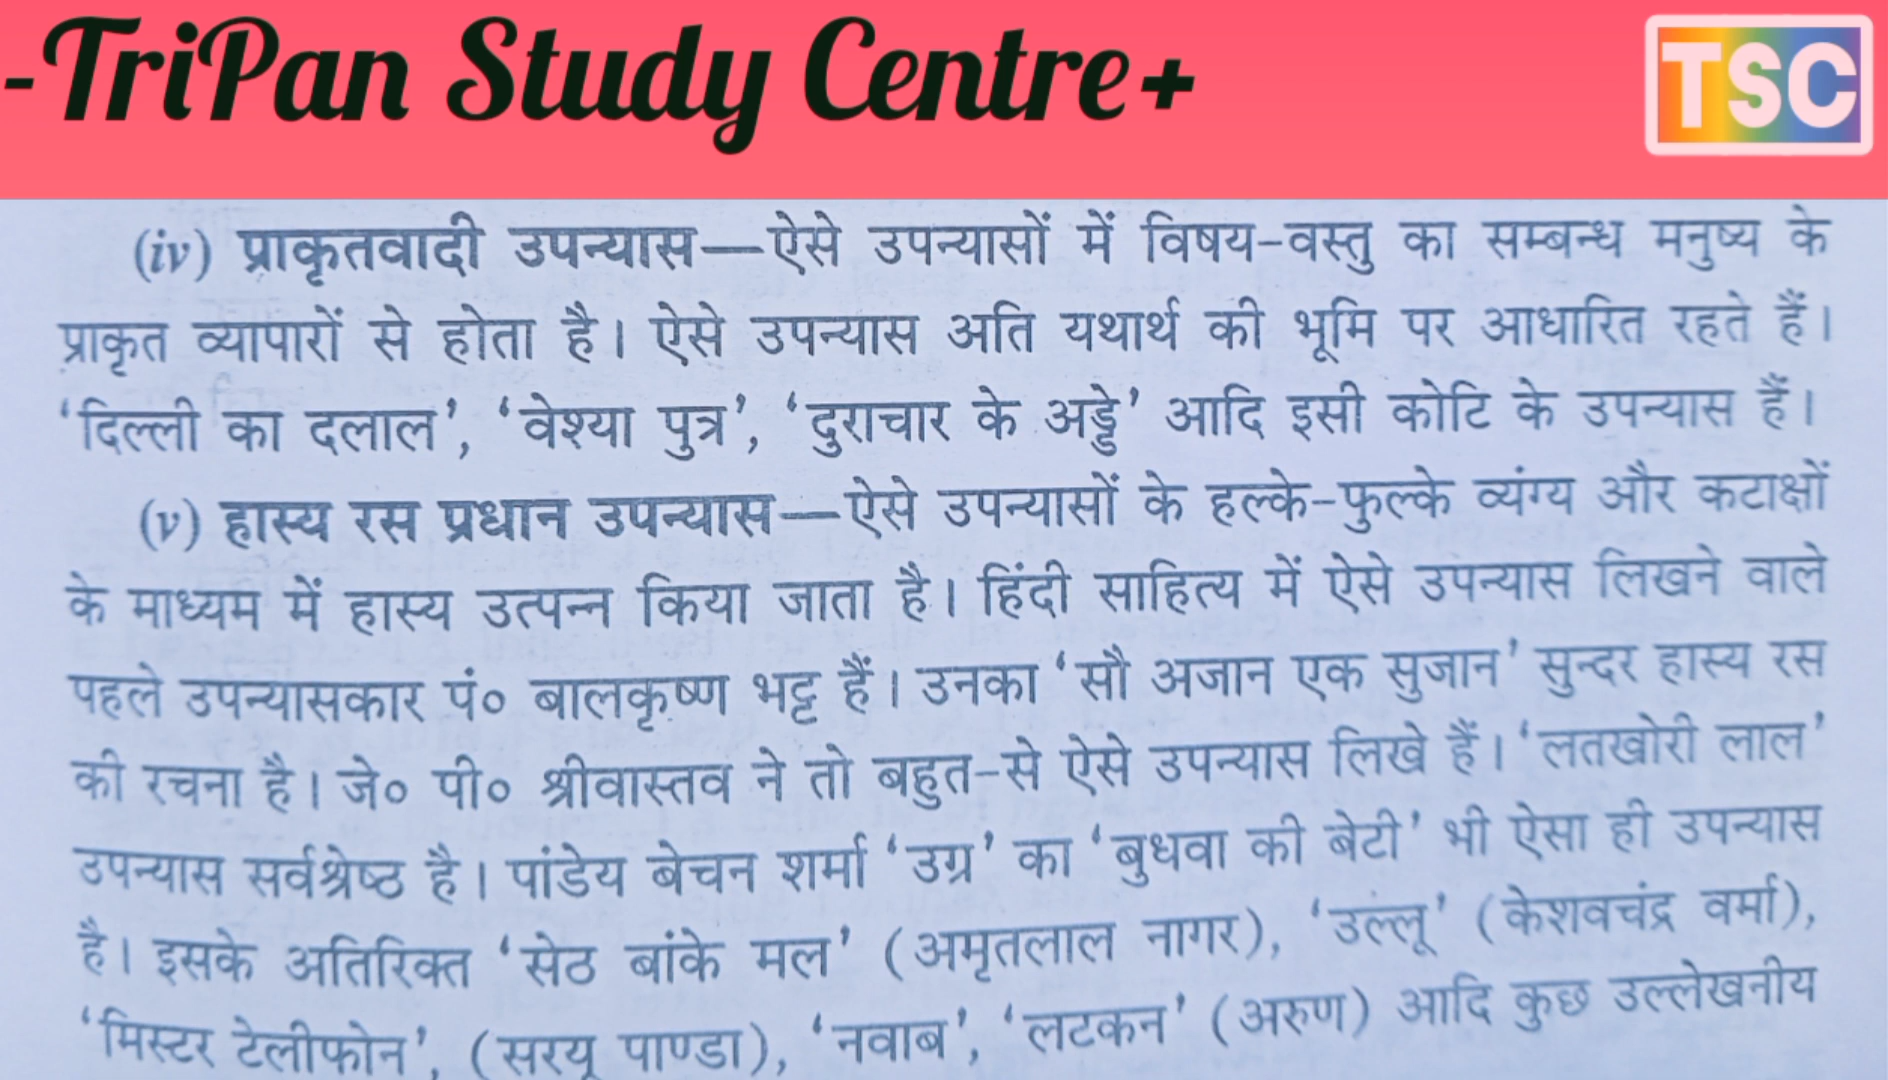 -TriPan Study Centre+
TSC
(iv) प्राकृतवादी उपन्यास—ऐसे उपन्यासों में विषय-वस्तु का सम्बन्ध मनुष्य के
प्राकृत व्यापारों से होता है। ऐसे उपन्यास अति यथार्थ की भूमि पर आधारित रहते हैं।
'दिल्ली का दलाल', 'वेश्या पुत्र', 'दुराचार के अड्डे' आदि इसी कोटि के उपन्यास हैं।
(v) हास्य रस प्रधान उपन्यास—ऐसे उपन्यासों के हल्के-फुल्के व्यंग्य और कटाक्षों
के माध्यम में हास्य उत्पन्न किया जाता है। हिंदी साहित्य में ऐसे उपन्यास लिखने वाले
पहले उपन्यासकार पं० बालकृष्ण भट्ट हैं। उनका 'सौ अजान एक सुजान' सुन्दर हास्य रस
की रचना है। जे० पी० श्रीवास्तव ने तो बहुत-से ऐसे उपन्यास लिखे हैं। 'लतखोरी लाल'
उपन्यास सर्वश्रेष्ठ है। पांडेय बेचन शर्मा 'उग्र' का 'बुधवा की बेटी' भी ऐसा ही उपन्यास
है। इसके अतिरिक्त 'सेठ बांके मल' (अमृतलाल नागर), 'उल्लू' (केशवचंद्र वर्मा),
'मिस्टर टेलीफोन', (सरयू पाण्डा), 'नवाब', 'लटकन' (अरुण) आदि कुछ उल्लेखनीय